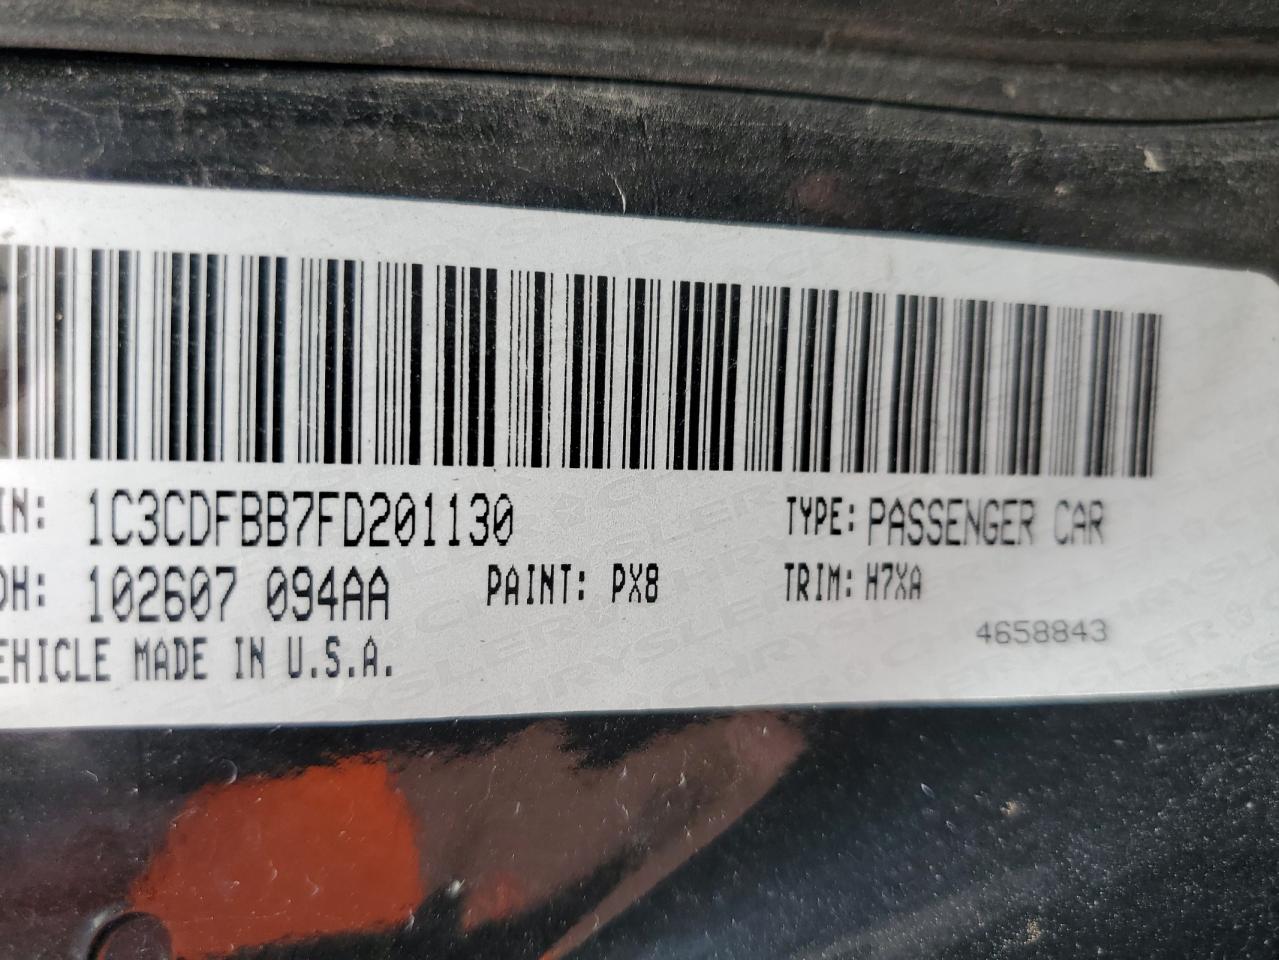 IN: 1C3CDFBB7FD201130 TYPE: PASSENGER CAR
DH: 102607 094AA PAINT: PX8 TRIM: H7XA
EHICLE MADE IN U.S.A. 4658843